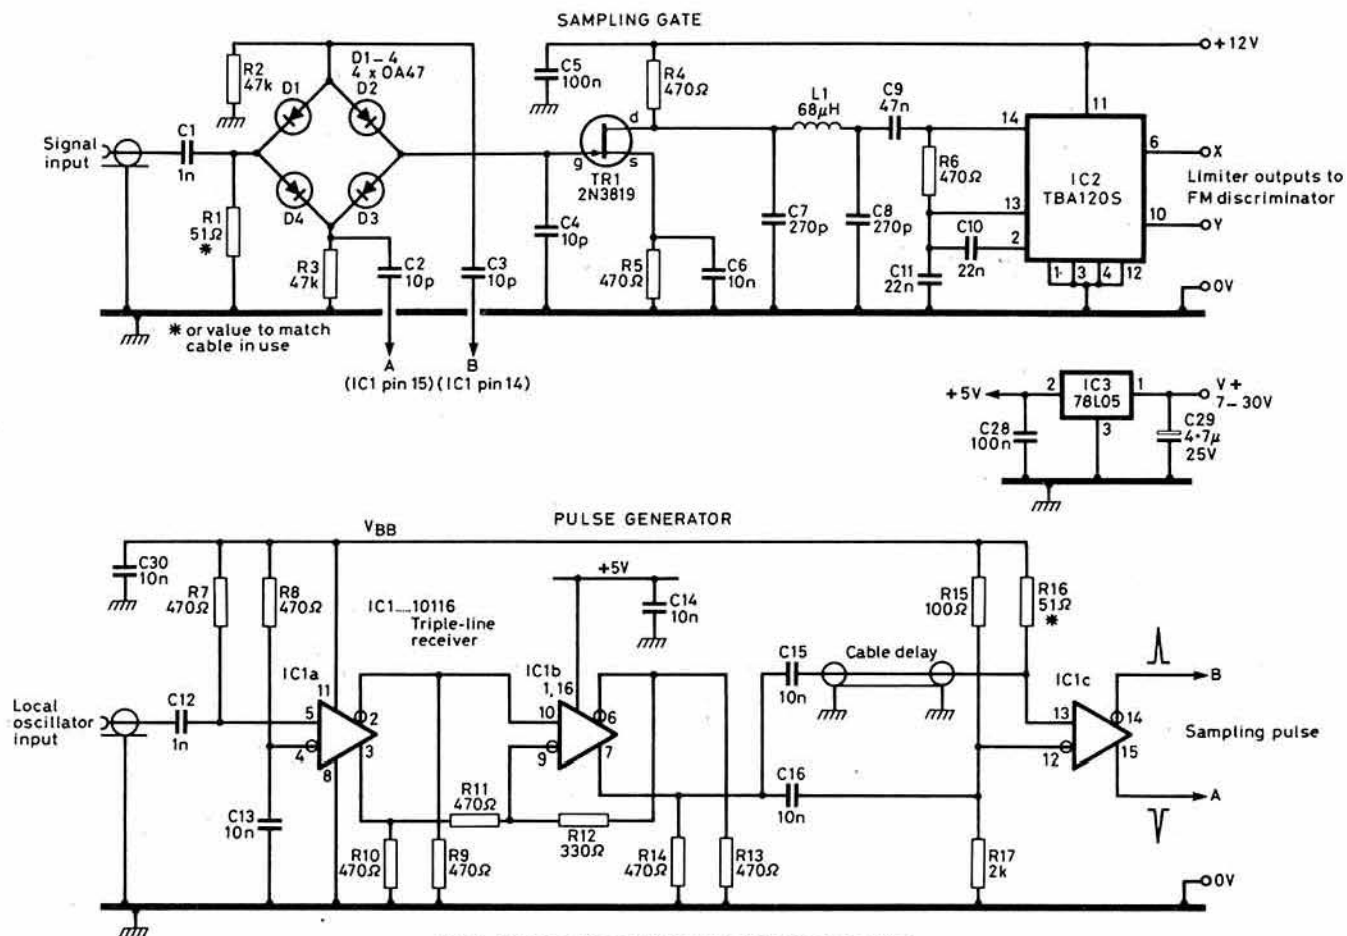 SAMPLING GATE
D1-4
4 x OA47
R2
47k
D1
D2
C5
100n
R4
470Ω
+12V
Signal
input
C1
1n
L1
68μH
C9
47n
d
g
s
TR1
2N3819
14
11
6
X
IC2
TBA120S
Limiter outputs to
FM discriminator
R6
470Ω
13
10
Y
2
D4
D3
R1
51Ω
*
C4
10p
C7
270p
C8
270p
C10
22n
R3
47k
C2
10p
C3
10p
R5
470Ω
C6
10n
C11
22n
1
3
4
12
0V
* or value to match
cable in use
A
B
(IC1 pin 15)
(IC1 pin 14)
+5V
2
IC3
78L05
1
V+
7-30V
3
C28
100n
C29
4·7μ
25V
PULSE GENERATOR
VBB
C30
10n
R7
470Ω
R8
470Ω
IC1....10116
Triple-line
receiver
+5V
C14
10n
R15
100Ω
R16
51Ω
*
C15
10n
Cable delay
IC1a
11
IC1b
1,16
IC1c
B
Local
oscillator
input
C12
1n
5
4
2
3
8
10
9
6
7
13
12
14
15
Sampling pulse
C13
10n
R11
470Ω
R12
330Ω
C16
10n
A
R10
470Ω
R9
470Ω
R14
470Ω
R13
470Ω
R17
2k
0V